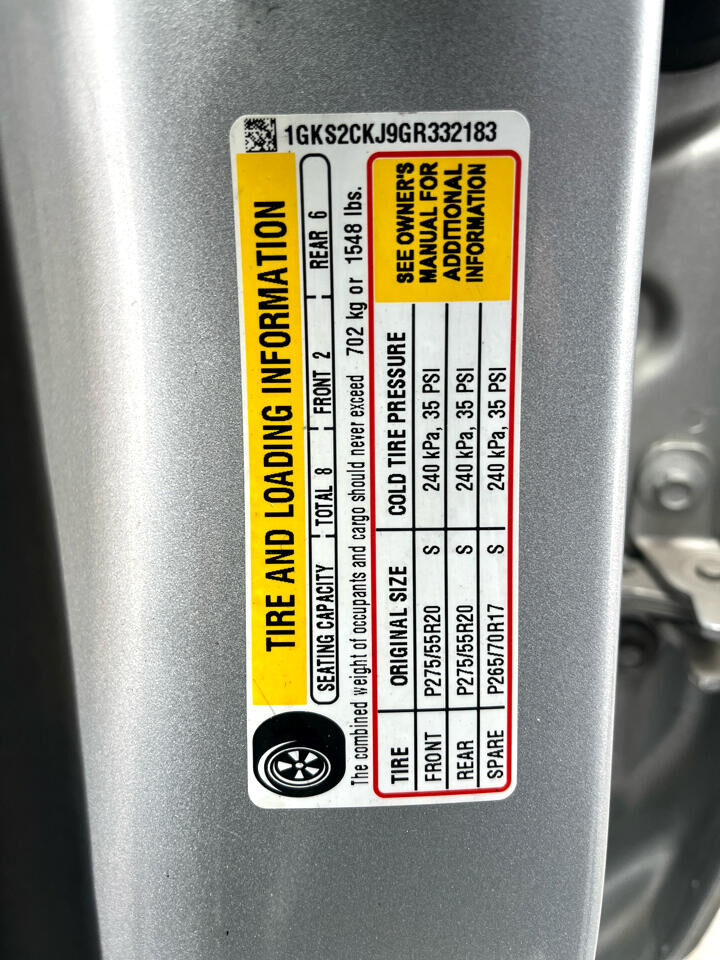 1GKS2CKJ9GR332183
TIRE AND LOADING INFORMATION
SEATING CAPACITY TOTAL 8 FRONT 2 REAR 6
The combined weight of occupants and cargo should never exceed 702 kg or 1548 lbs.
TIRE ORIGINAL SIZE COLD TIRE PRESSURE
FRONT P275/55R20 S 240 kPa, 35 PSI
REAR P275/55R20 S 240 kPa, 35 PSI
SPARE P265/70R17 S 240 kPa, 35 PSI
SEE OWNER'S
MANUAL FOR
ADDITIONAL
INFORMATION